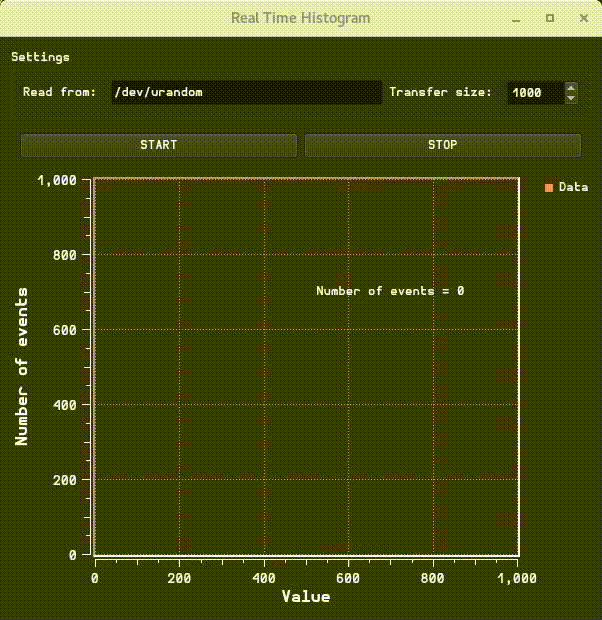 Real Time Histogram
Settings
Read from: /dev/urandom Transfer size: 1000
START STOP
1,000
Data
800
Number of events = 0
600
Number of events
400
200
0
0 200 400 600 800 1,000
Value